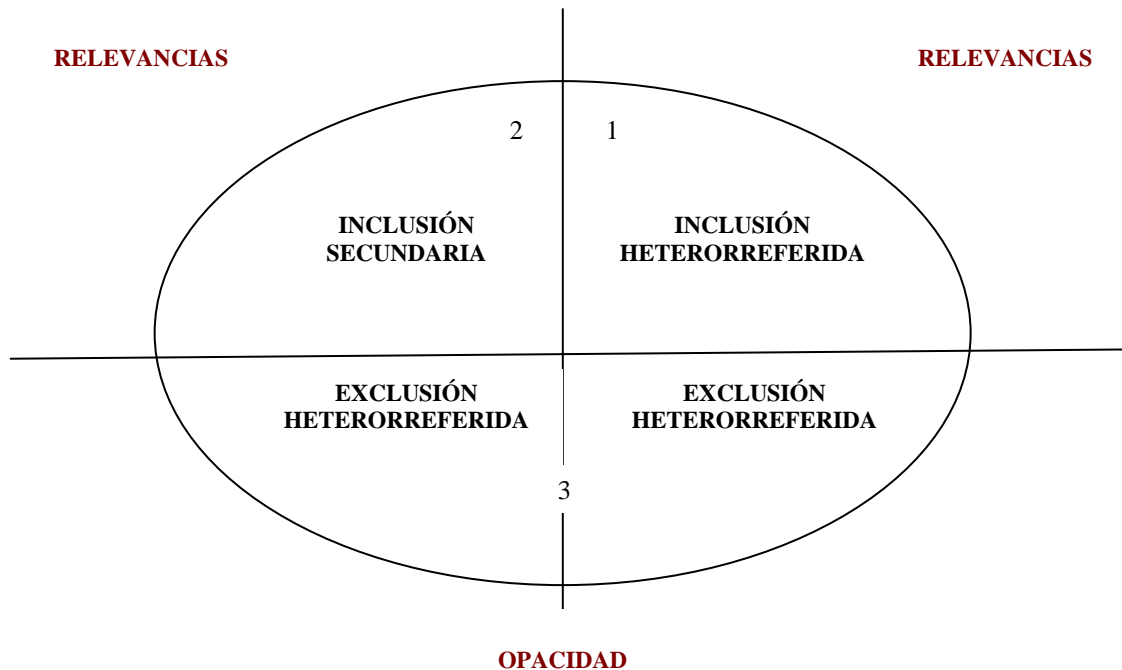 RELEVANCIAS
RELEVANCIAS
2
1
INCLUSIÓN
SECUNDARIA
INCLUSIÓN
HETERORREFERIDA
EXCLUSIÓN
HETERORREFERIDA
EXCLUSIÓN
HETERORREFERIDA
3
OPACIDAD